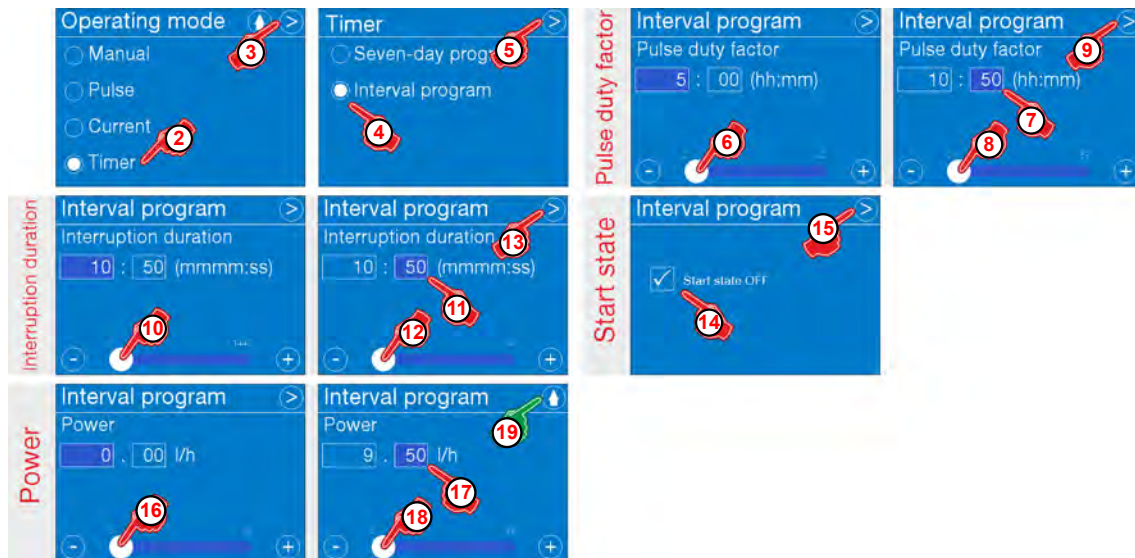 Operating mode >
Manual
Pulse
Current
Timer
2
3
Timer >
Seven-day prog
Interval program
4
5
Pulse duty factor
Interval program >
Pulse duty factor
5 : 00 (hh:mm)
6
- +
Interval program >
Pulse duty factor
10 : 50 (hh:mm)
7
8
9
- +
Interruption duration
Interval program >
Interruption duration
10 : 50 (mmmm:ss)
10
- +
Interval program >
Interruption duration
10 : 50 (mmmm:ss)
11
12
13
- +
Start state
Interval program >
Start state OFF
14
15
Power
Interval program >
Power
0 . 00 l/h
16
- +
Interval program
Power
9 . 50 l/h
17
18
19
- +